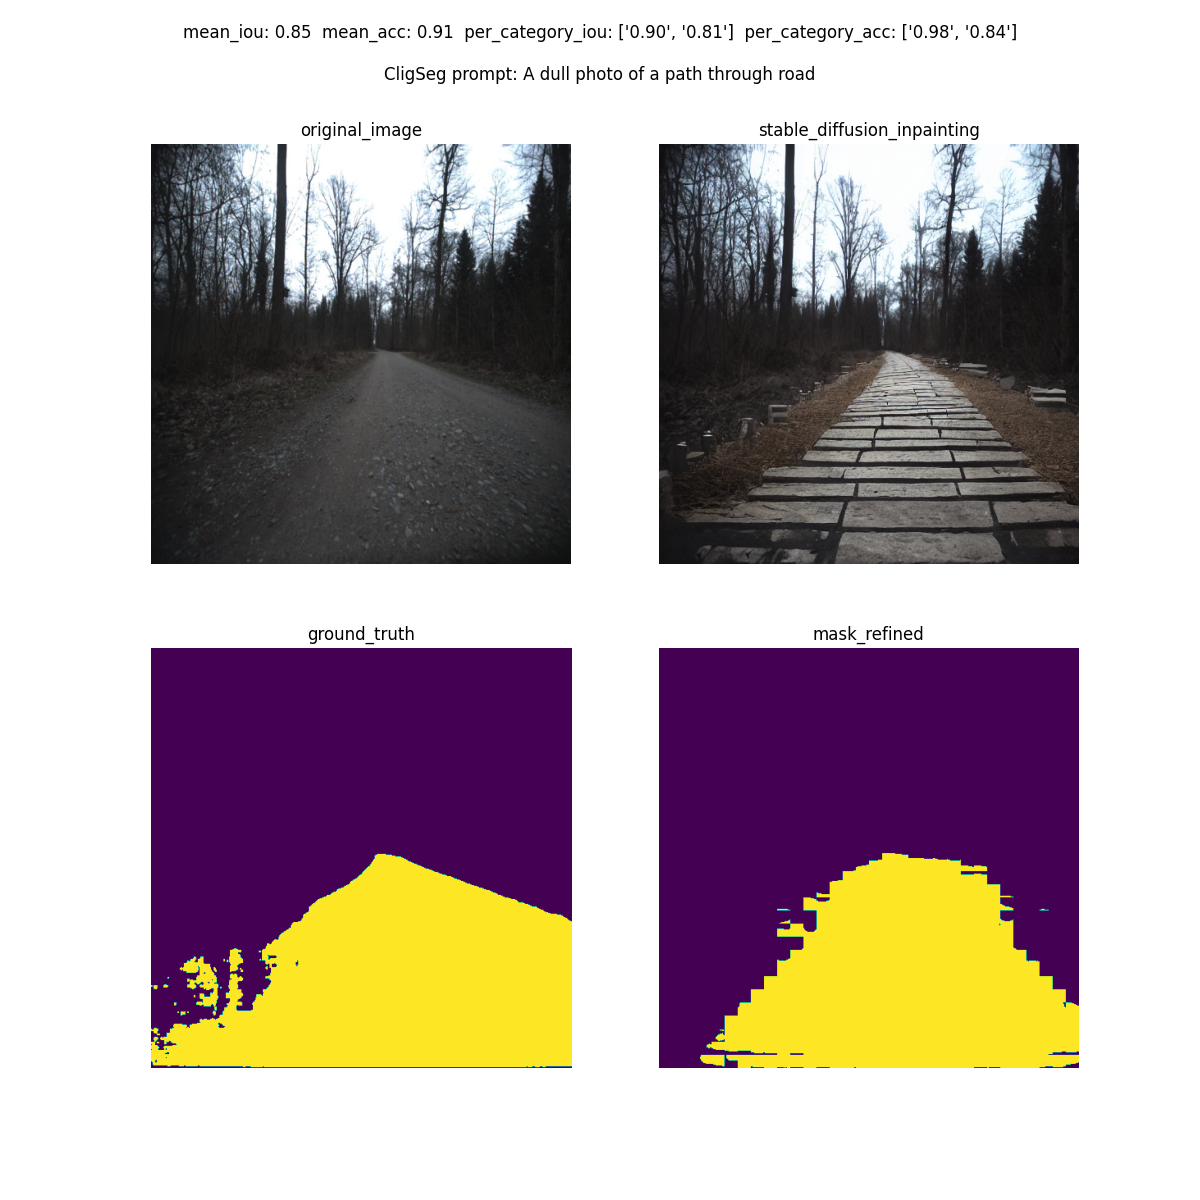 mean_iou: 0.85  mean_acc: 0.91  per_category_iou: ['0.90', '0.81']  per_category_acc: ['0.98', '0.84']
CligSeg prompt: A dull photo of a path through road
original_image
stable_diffusion_inpainting
ground_truth
mask_refined